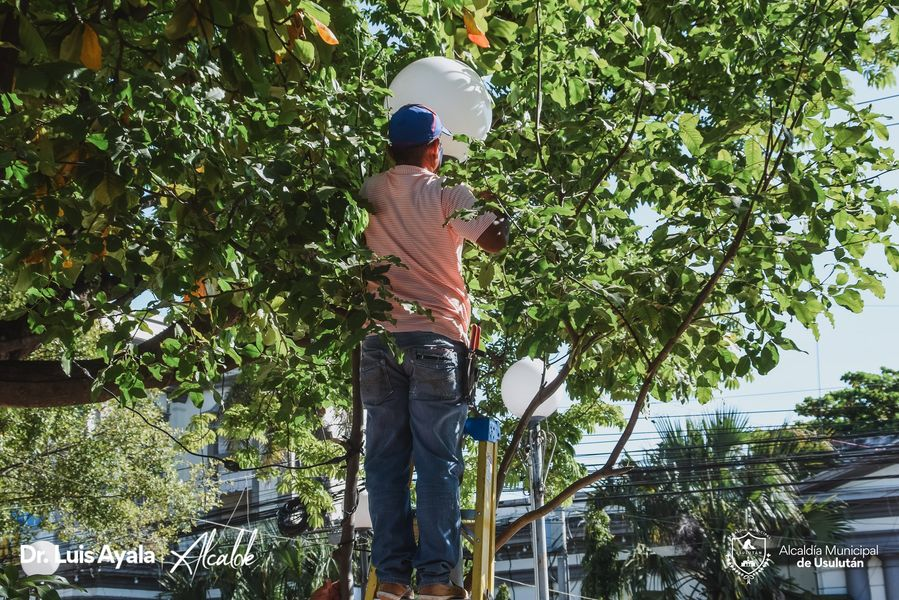 Dr. Luis Ayala Alcalde
Alcaldía Municipal
de Usulután